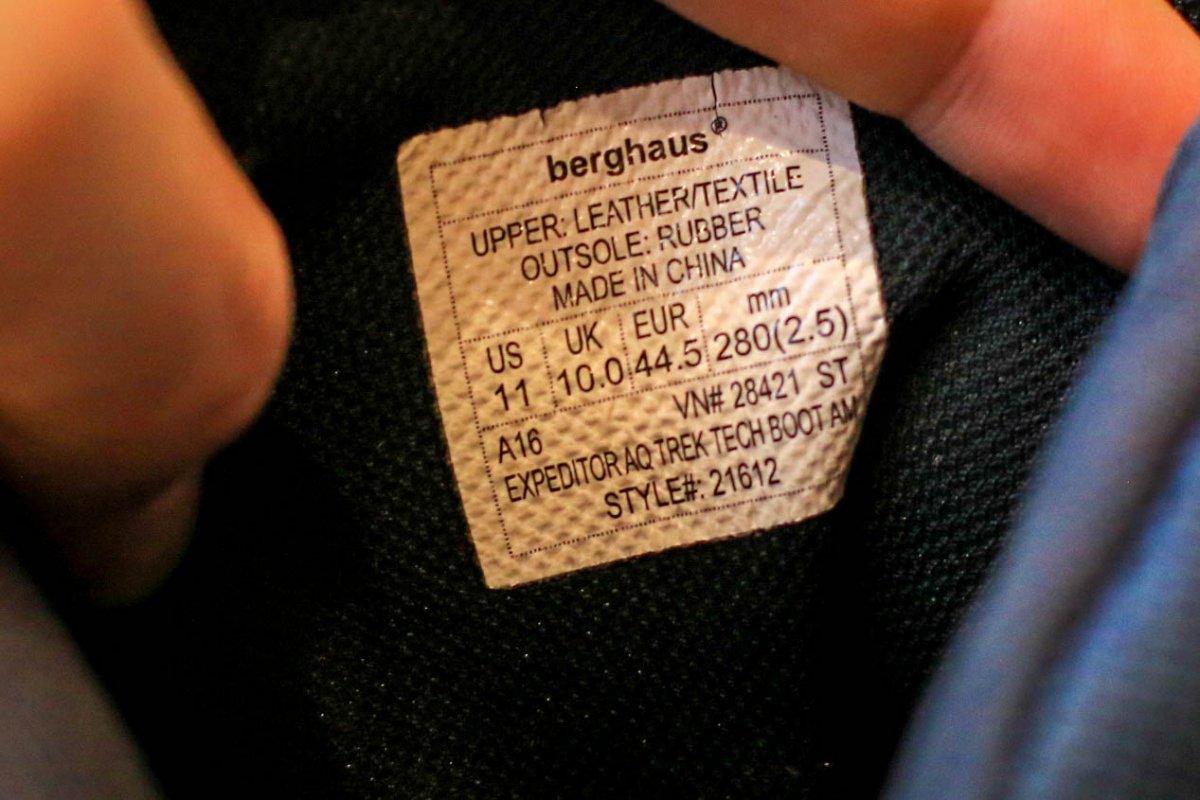 berghaus®
UPPER: LEATHER/TEXTILE
OUTSOLE: RUBBER
MADE IN CHINA
US UK EUR mm
11 10.0 44.5 280(2.5)
A16 VN# 28421 ST
EXPEDITOR AQ TREK TECH BOOT AM
STYLE#: 21612